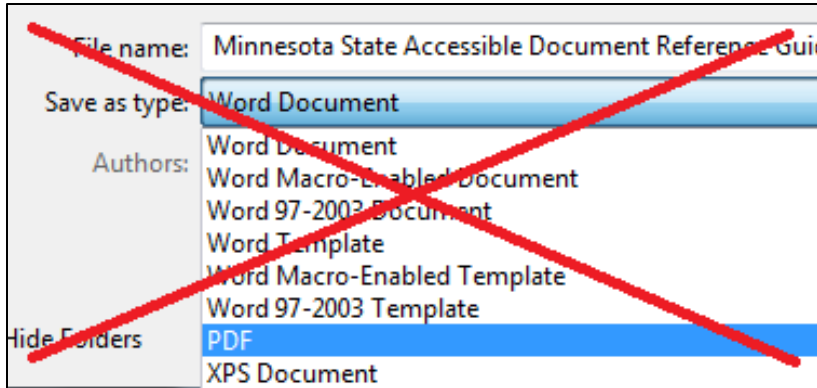 File name: Minnesota State Accessible Document Reference Gui
Save as type: Word Document
Word Document
Authors:
Word Macro-Enabled Document
Word 97-2003 Document
Word Template
Word Macro-Enabled Template
Word 97-2003 Template
Hide Folders
PDF
XPS Document